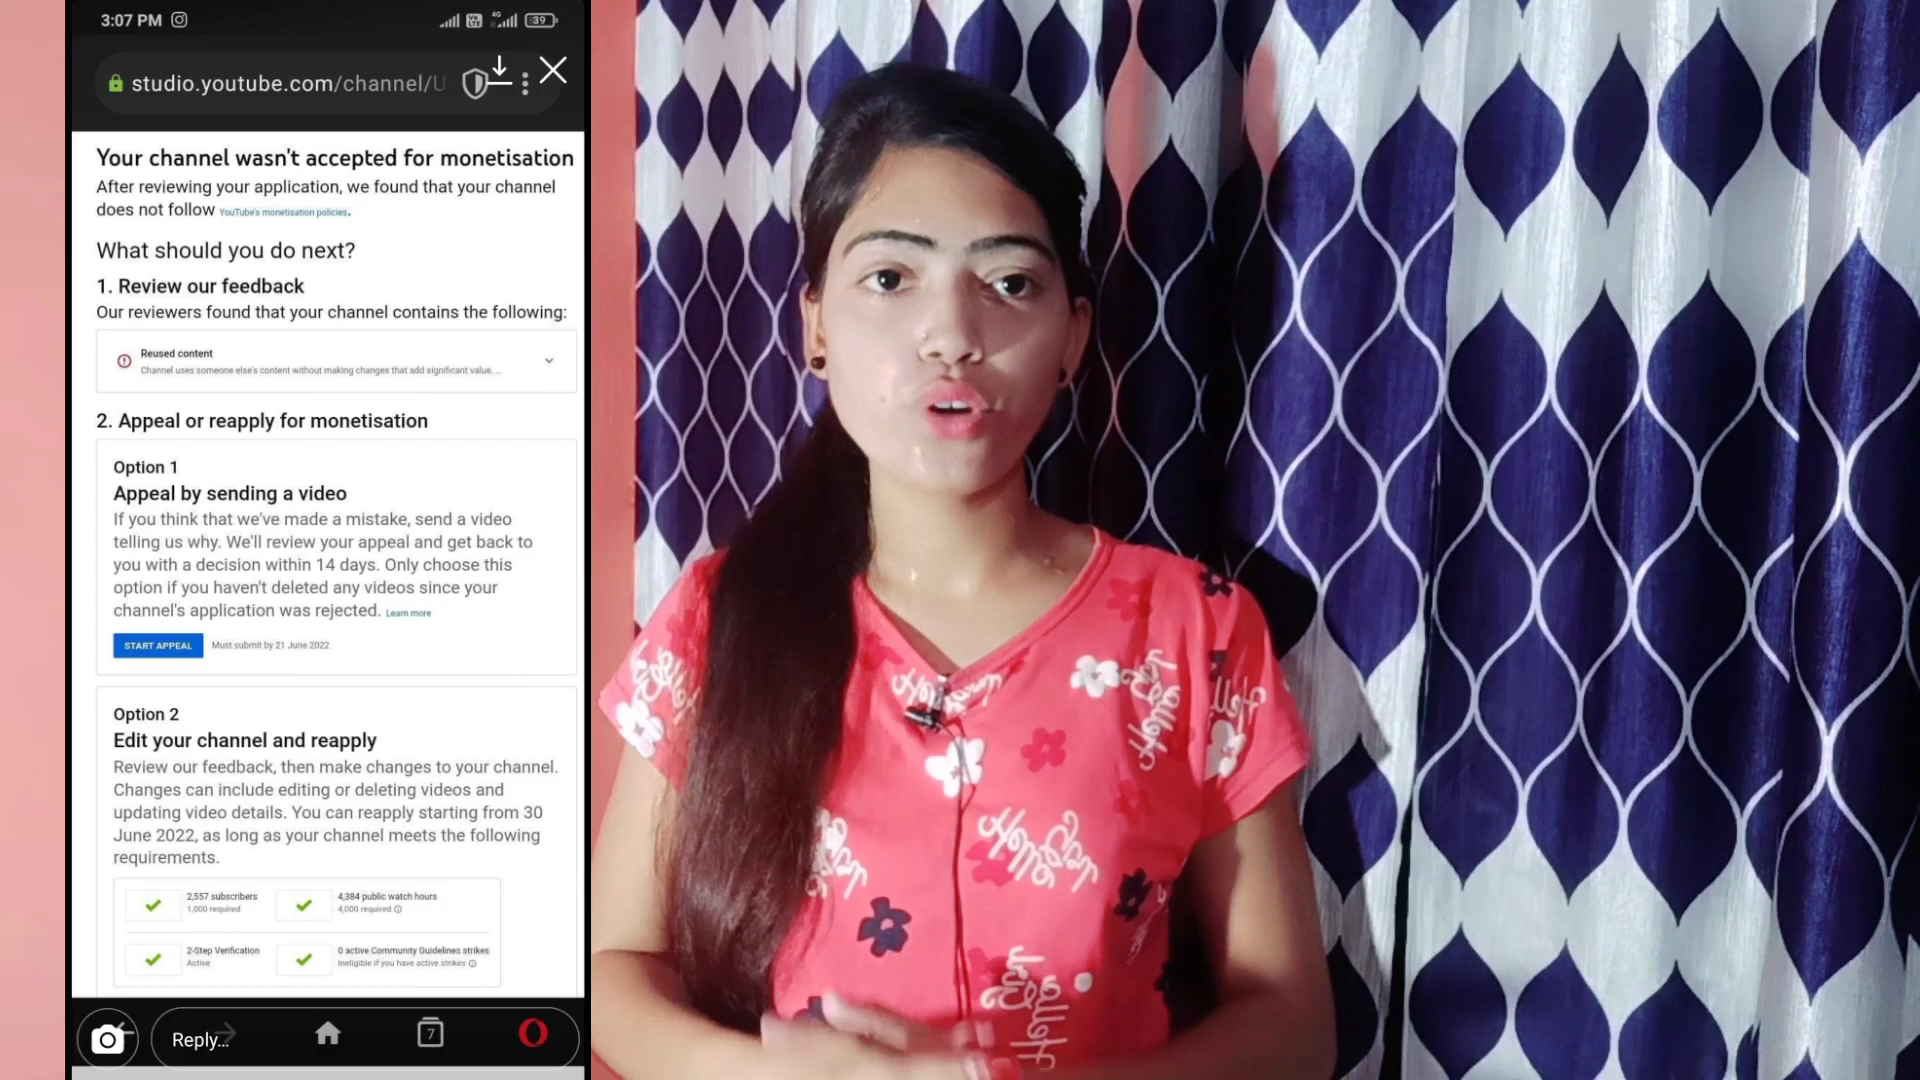 3:07 PM
4G
39
Vo
LTE
studio.youtube.com/channel/U
Your channel wasn't accepted for monetisation
After reviewing your application, we found that your channel
does not follow YouTube's monetisation policies.
What should you do next?
1. Review our feedback
Our reviewers found that your channel contains the following:
Reused content
Channel uses someone else's content without making changes that add significant value. ...
2. Appeal or reapply for monetisation
Option 1
Appeal by sending a video
If you think that we've made a mistake, send a video
telling us why. We'll review your appeal and get back to
you with a decision within 14 days. Only choose this
option if you haven't deleted any videos since your
channel's application was rejected. Learn more
START APPEAL Must submit by 21 June 2022
Option 2
Edit your channel and reapply
Review our feedback, then make changes to your channel.
Changes can include editing or deleting videos and
updating video details. You can reapply starting from 30
June 2022, as long as your channel meets the following
requirements.
2,557 subscribers
1,000 required
4,384 public watch hours
4,000 required
2-Step Verification
Active
0 active Community Guidelines strikes
Ineligible if you have active strikes
Reply...
7